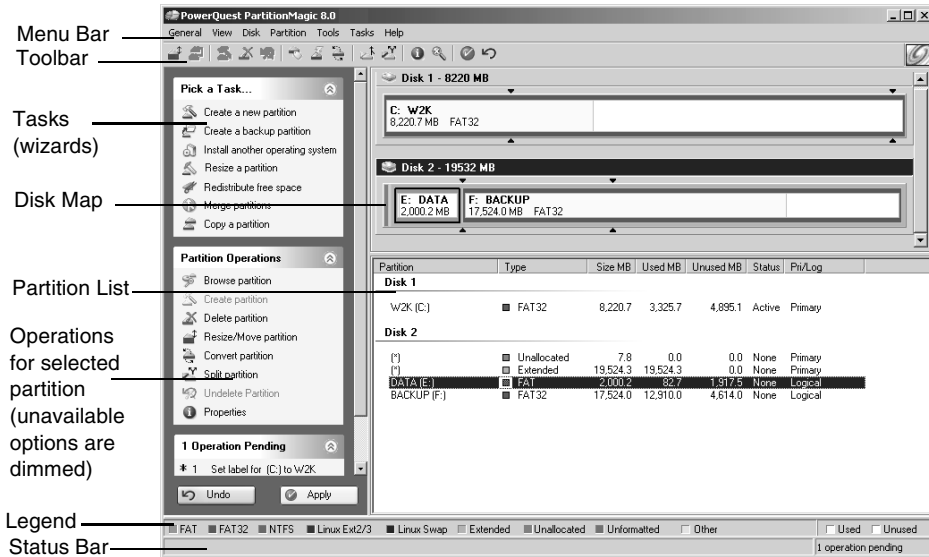 PowerQuest PartitionMagic 8.0
Menu Bar
General View Disk Partition Tools Tasks Help
Toolbar
Pick a Task...
Create a new partition
Create a backup partition
Install another operating system
Resize a partition
Redistribute free space
Merge partitions
Copy a partition
Tasks
(wizards)
Disk Map
Disk 1 - 8220 MB
C: W2K
8,220.7 MB FAT32
Disk 2 - 19532 MB
E: DATA
2,000.2 MB
F: BACKUP
17,524.0 MB FAT32
Partition Operations
Browse partition
Create partition
Delete partition
Resize/Move partition
Convert partition
Split partition
Undelete Partition
Properties
Partition List
Operations
for selected
partition
(unavailable
options are
dimmed)
Partition Type Size MB Used MB Unused MB Status Pri/Log
Disk 1
W2K (C:) FAT32 8,220.7 3,325.7 4,895.1 Active Primary
Disk 2
(*) Unallocated 7.8 0.0 0.0 None Primary
(*) Extended 19,524.3 19,524.3 0.0 None Primary
DATA (E:) FAT 2,000.2 82.7 1,917.5 None Logical
BACKUP (F:) FAT32 17,524.0 12,910.0 4,614.0 None Logical
1 Operation Pending
* 1 Set label for (C:) to W2K
Undo Apply
Legend
FAT FAT32 NTFS Linux Ext2/3 Linux Swap Extended Unallocated Unformatted Other Used Unused
Status Bar
1 operation pending